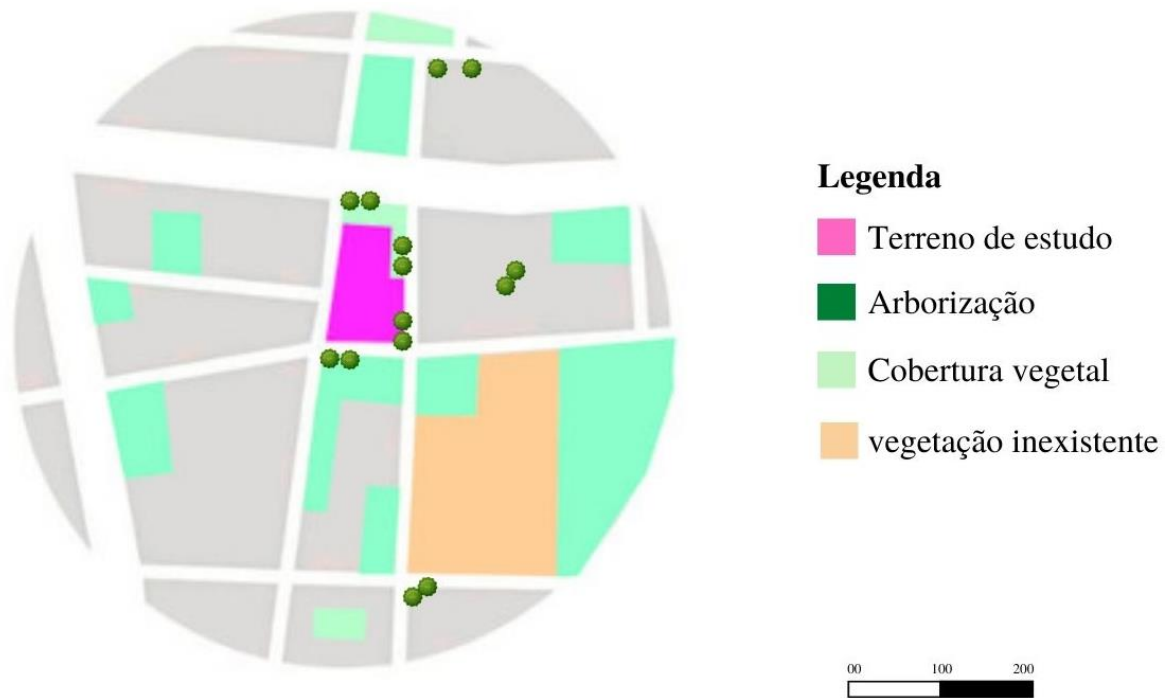 Legenda
Terreno de estudo
Arborização
Cobertura vegetal
vegetação inexistente
00 100 200